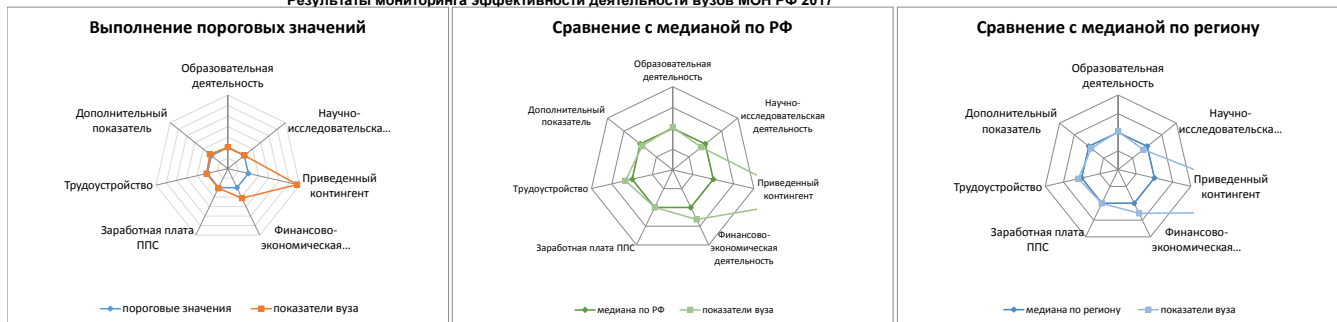 Результаты мониторинга эффективности деятельности вузов МОН РФ 2017
Выполнение пороговых значений
Образовательная
деятельность
Научно-
исследовательска...
Приведенный
контингент
Финансово-
экономическая...
Заработная плата
ППС
Трудоустройство
Дополнительный
показатель
пороговые значения
показатели вуза
Сравнение с медианой по РФ
Образовательная
деятельность
Научно-
исследовательская
деятельность
Приведенный
контингент
Финансово-
экономическая
деятельность
Заработная плата ППС
Трудоустройство
Дополнительный
показатель
медиана по РФ
показатели вуза
Сравнение с медианой по региону
Образовательная
деятельность
Научно-
исследовательска...
Приведенный
контингент
Финансово-
экономическая...
Заработная плата
ППС
Трудоустройство
Дополнительный
показатель
медиана по региону
показатели вуза